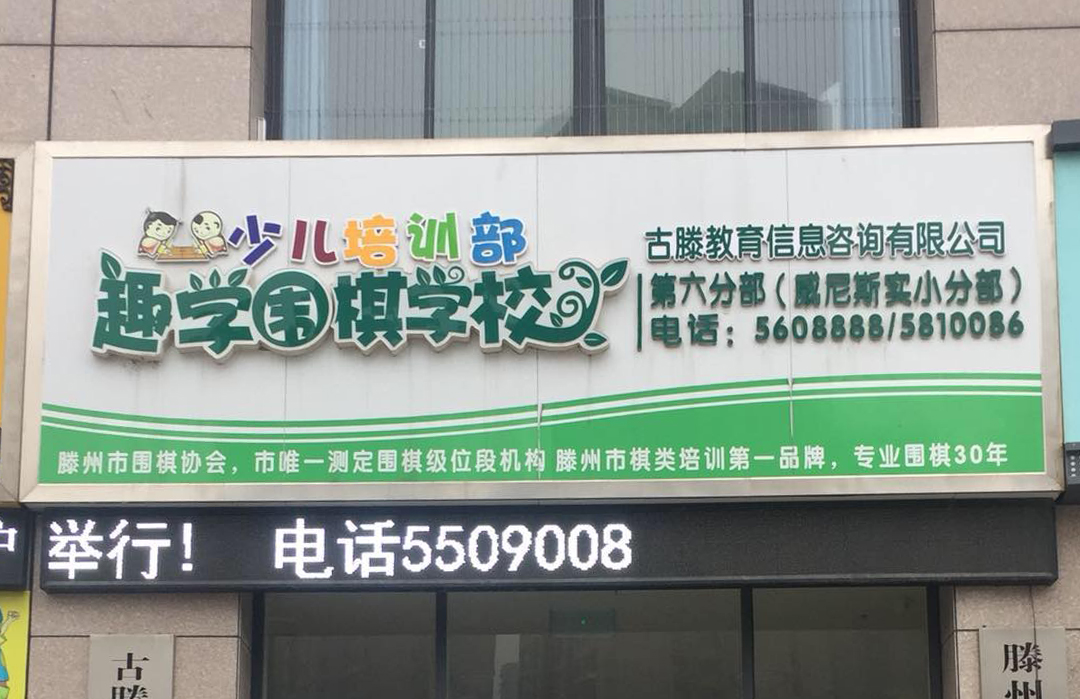 少儿培训部
趣学围棋学校
古滕教育信息咨询有限公司
第六分部（威尼斯实小分部）
电话：5608888/5810086
滕州市围棋协会，市唯一测定围棋级位段机构 滕州市棋类培训第一品牌，专业围棋30年
举行！ 电话5509008
古滕
滕州